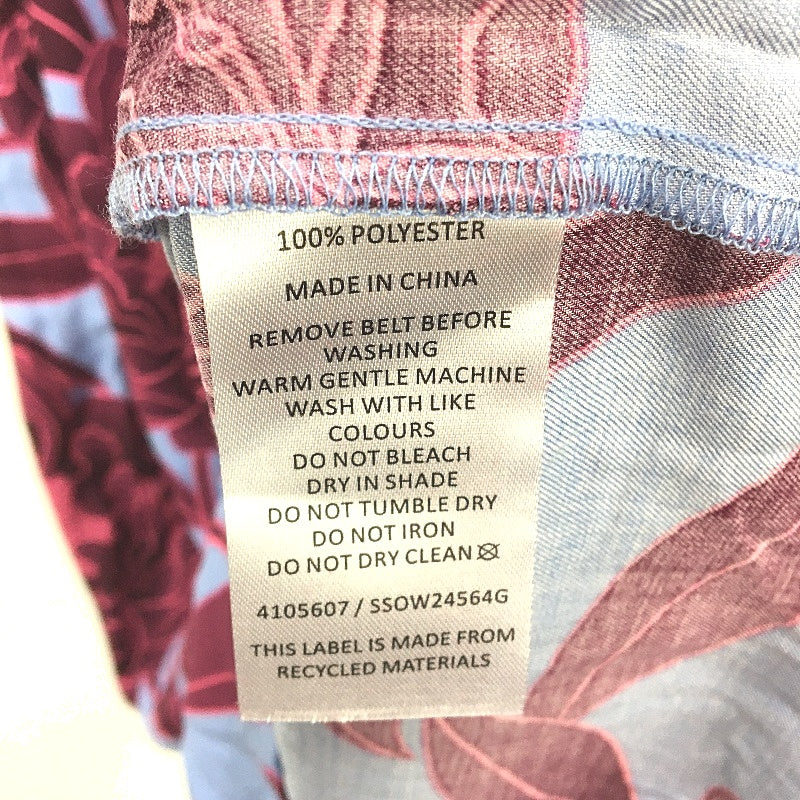 100% POLYESTER
MADE IN CHINA
REMOVE BELT BEFORE
WASHING
WARM GENTLE MACHINE
WASH WITH LIKE
COLOURS
DO NOT BLEACH
DRY IN SHADE
DO NOT TUMBLE DRY
DO NOT IRON
DO NOT DRY CLEAN
4105607 / SSOW24564G
THIS LABEL IS MADE FROM
RECYCLED MATERIALS